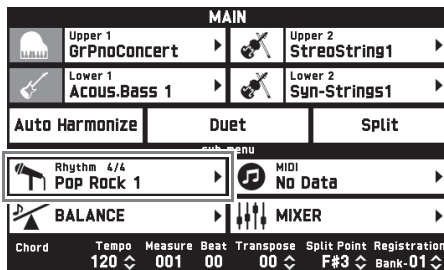 MAIN
Upper 1
GrPnoConcert
Upper 2
StreoString1
Lower 1
Acous.Bass 1
Lower 2
Syn-Strings1
Auto Harmonize Duet Split
sub menu
Rhythm 4/4
Pop Rock 1
MIDI
No Data
BALANCE
MIXER
Chord Tempo Measure Beat Transpose Split Point Registration
120 001 00 00 F#3 Bank-01